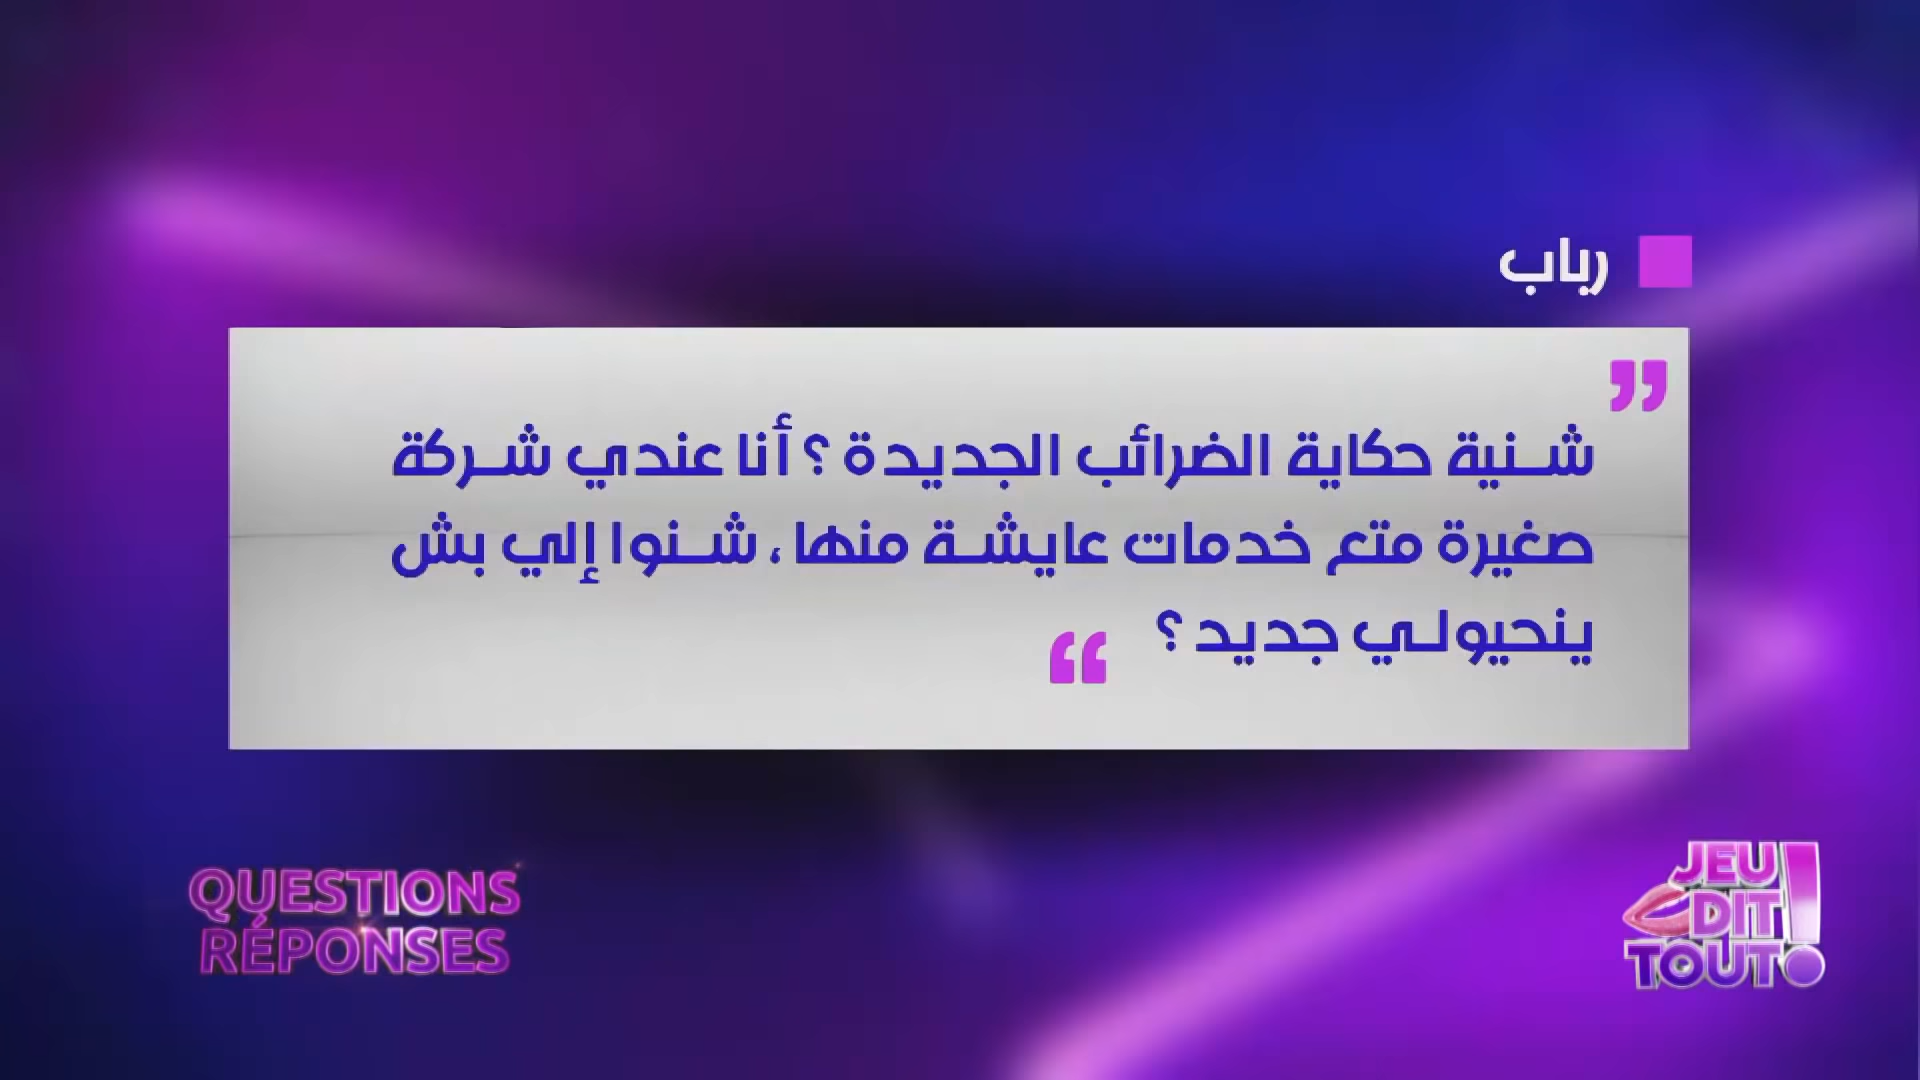 رباب
”
شنية حكاية الضرائب الجديدة ؟ أنا عندي شركة
صغيرة متع خدمات عايشة منها، شنوا إلي بش
ينحيولي جديد ؟
“
QUESTIONS
RÉPONSES
JEU
DIT
TOUT!